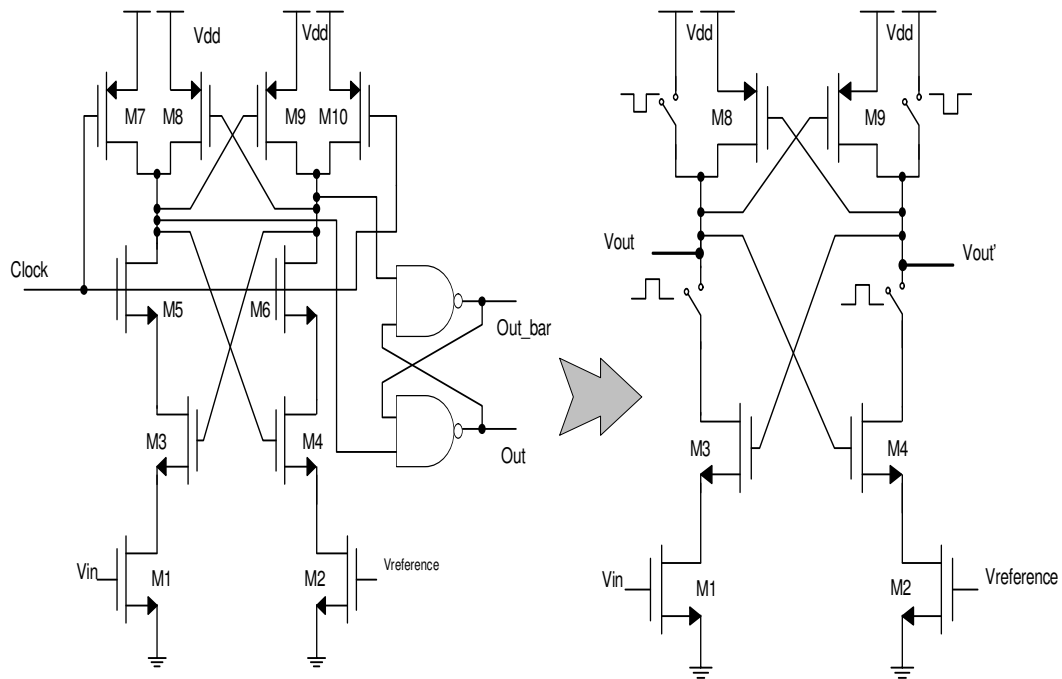 Vdd
Vdd
Vdd
Vdd
M7
M8
M9
M10
M8
M9
Clock
M5
M6
Out_bar
Vout
Vout'
M3
M4
Out
M3
M4
Vin
M1
M2
Vreference
Vin
M1
M2
Vreference